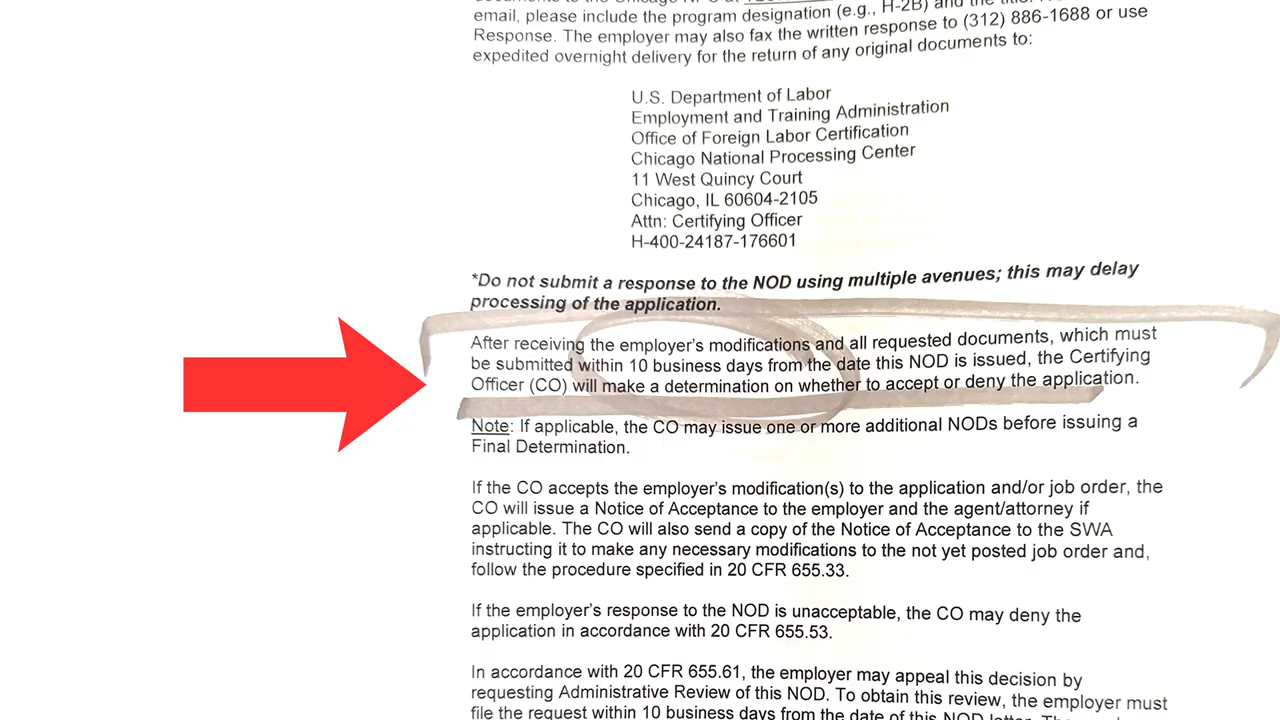 email, please include the program designation (e.g., H-2B) and the
Response. The employer may also fax the written response to (312) 886-1688 or use
expedited overnight delivery for the return of any original documents to:
U.S. Department of Labor
Employment and Training Administration
Office of Foreign Labor Certification
Chicago National Processing Center
11 West Quincy Court
Chicago, IL 60604-2105
Attn: Certifying Officer
H-400-24187-176601
*Do not submit a response to the NOD using multiple avenues; this may delay
processing of the application.
After receiving the employer's modifications and all requested documents, which must
be submitted within 10 business days from the date this NOD is issued, the Certifying
Officer (CO) will make a determination on whether to accept or deny the application.
Note: If applicable, the CO may issue one or more additional NODs before issuing a
Final Determination.
If the CO accepts the employer's modification(s) to the application and/or job order, the
CO will issue a Notice of Acceptance to the employer and the agent/attorney if
applicable. The CO will also send a copy of the Notice of Acceptance to the SWA
instructing it to make any necessary modifications to the not yet posted job order and,
follow the procedure specified in 20 CFR 655.33.
If the employer's response to the NOD is unacceptable, the CO may deny the
application in accordance with 20 CFR 655.53.
In accordance with 20 CFR 655.61, the employer may appeal this decision by
requesting Administrative Review of this NOD. To obtain this review, the employer must
file the request within 10 business days from the date of this NOD letter.